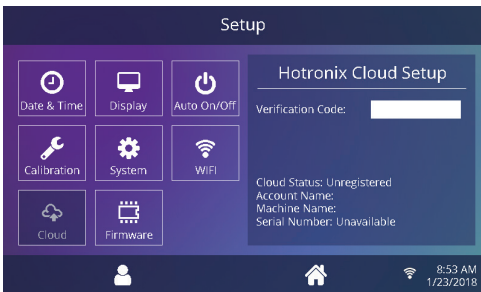 Setup
Date & Time
Display
Auto On/Off
Calibration
System
WIFI
Cloud
Firmware
Hotronix Cloud Setup
Verification Code:
Cloud Status: Unregistered
Account Name:
Machine Name:
Serial Number: Unavailable
8:53 AM
1/23/2018